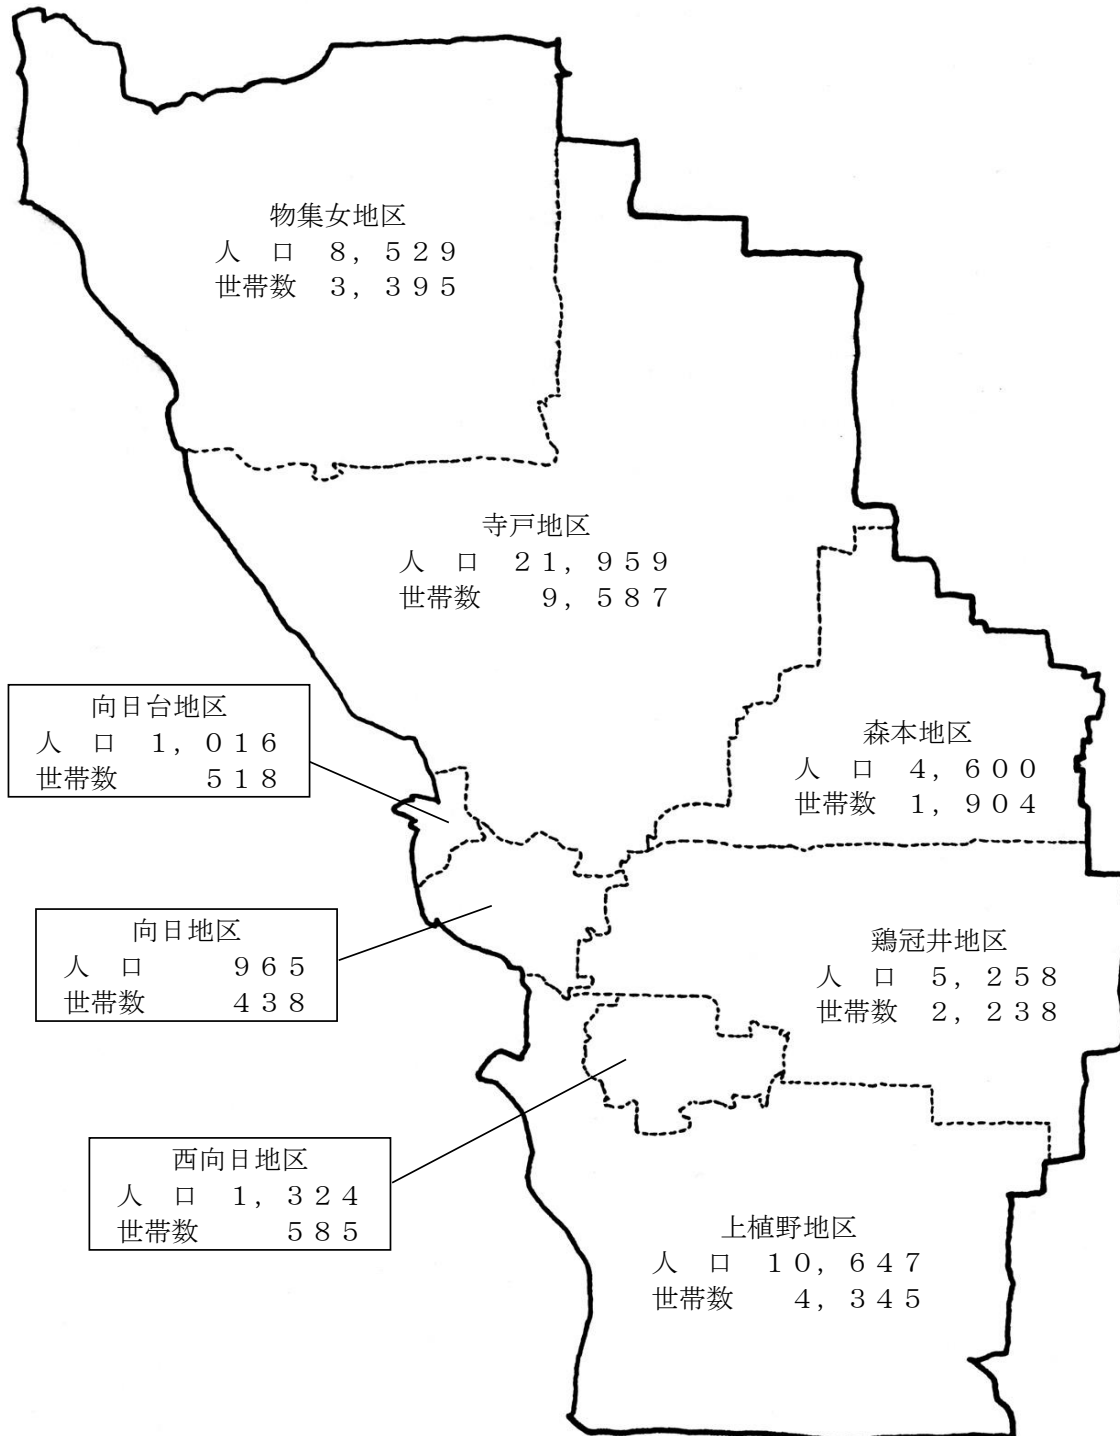 物集女地区
人　口　８，５２９
世帯数　３，３９５
寺戸地区
人　口　２１，９５９
世帯数　　９，５８７
向日台地区
人　口　１，０１６
世帯数　　　５１８
森本地区
人　口　４，６００
世帯数　１，９０４
向日地区
人　口　　　９６５
世帯数　　　４３８
鶏冠井地区
人　口　５，２５８
世帯数　２，２３８
西向日地区
人　口　１，３２４
世帯数　　　５８５
上植野地区
人　口　１０，６４７
世帯数　　４，３４５